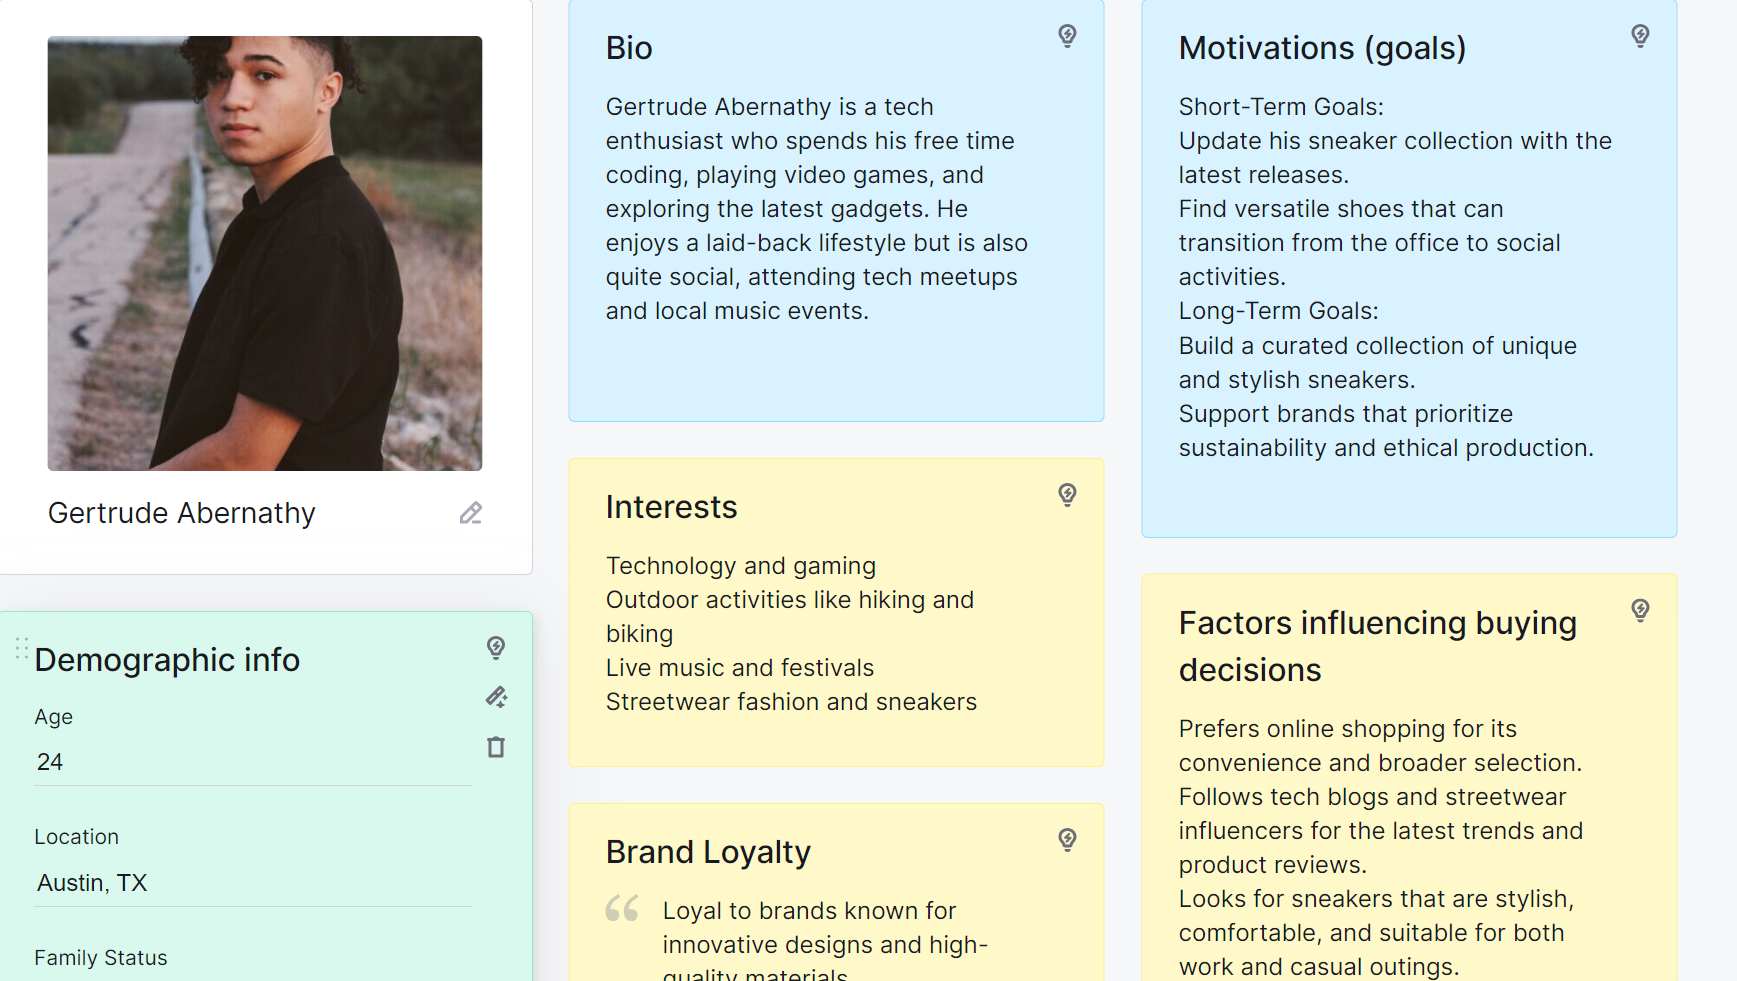 Gertrude Abernathy
Demographic info
Age
24
Location
Austin, TX
Family Status
Bio
Gertrude Abernathy is a tech
enthusiast who spends his free time
coding, playing video games, and
exploring the latest gadgets. He
enjoys a laid-back lifestyle but is also
quite social, attending tech meetups
and local music events.
Interests
Technology and gaming
Outdoor activities like hiking and
biking
Live music and festivals
Streetwear fashion and sneakers
Brand Loyalty
Loyal to brands known for
innovative designs and high-
quality materials
Motivations (goals)
Short-Term Goals:
Update his sneaker collection with the
latest releases.
Find versatile shoes that can
transition from the office to social
activities.
Long-Term Goals:
Build a curated collection of unique
and stylish sneakers.
Support brands that prioritize
sustainability and ethical production.
Factors influencing buying
decisions
Prefers online shopping for its
convenience and broader selection.
Follows tech blogs and streetwear
influencers for the latest trends and
product reviews.
Looks for sneakers that are stylish,
comfortable, and suitable for both
work and casual outings.